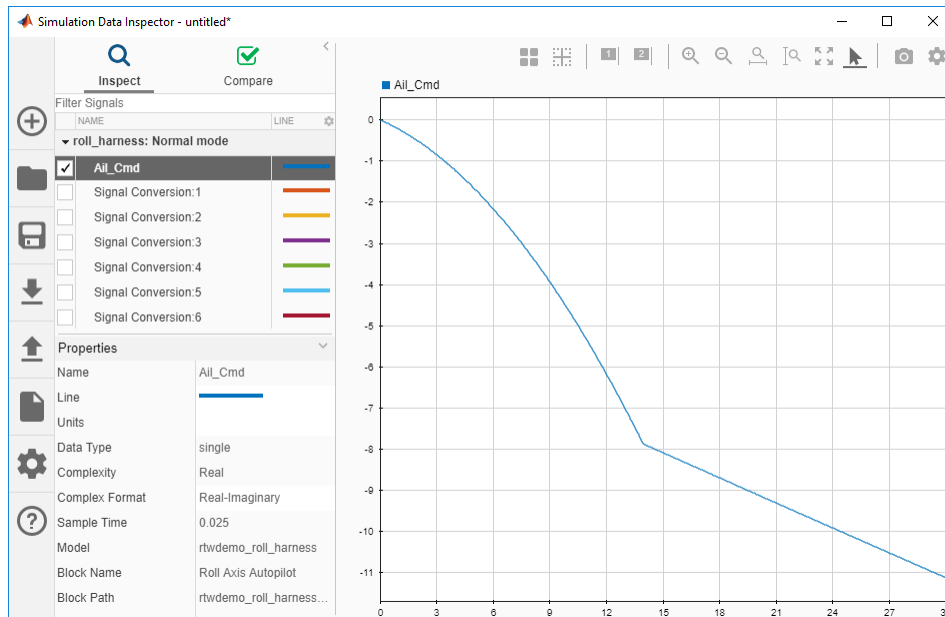 Simulation Data Inspector - untitled*
Inspect
Compare
Filter Signals
NAME LINE
roll_harness: Normal mode
Ail_Cmd
Signal Conversion:1
Signal Conversion:2
Signal Conversion:3
Signal Conversion:4
Signal Conversion:5
Signal Conversion:6
Properties
Name Ail_Cmd
Line
Units
Data Type single
Complexity Real
Complex Format Real-Imaginary
Sample Time 0.025
Model rtwdemo_roll_harness
Block Name Roll Axis Autopilot
Block Path rtwdemo_roll_harness...
1 2
Ail_Cmd
0
-1
-2
-3
-4
-5
-6
-7
-8
-9
-10
-11
0 3 6 9 12 15 18 21 24 27